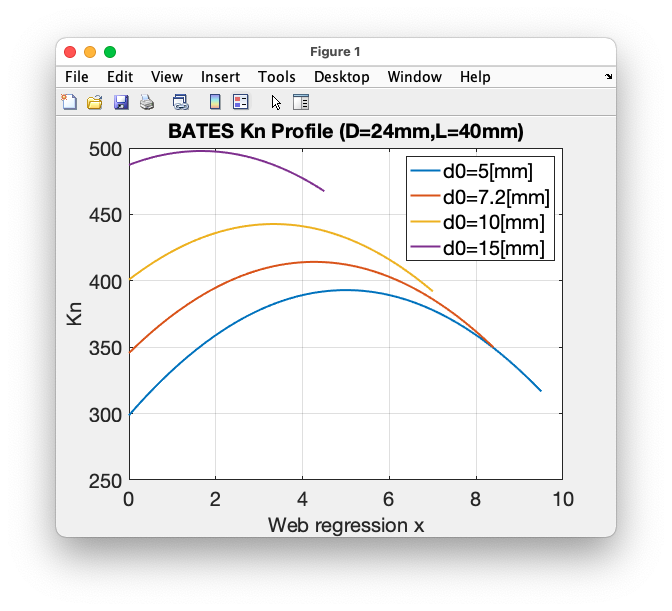 Figure 1
File Edit View Insert Tools Desktop Window Help
BATES Kn Profile (D=24mm,L=40mm)
500
450
400
350
300
250
Kn
d0=5[mm]
d0=7.2[mm]
d0=10[mm]
d0=15[mm]
0 2 4 6 8 10
Web regression x